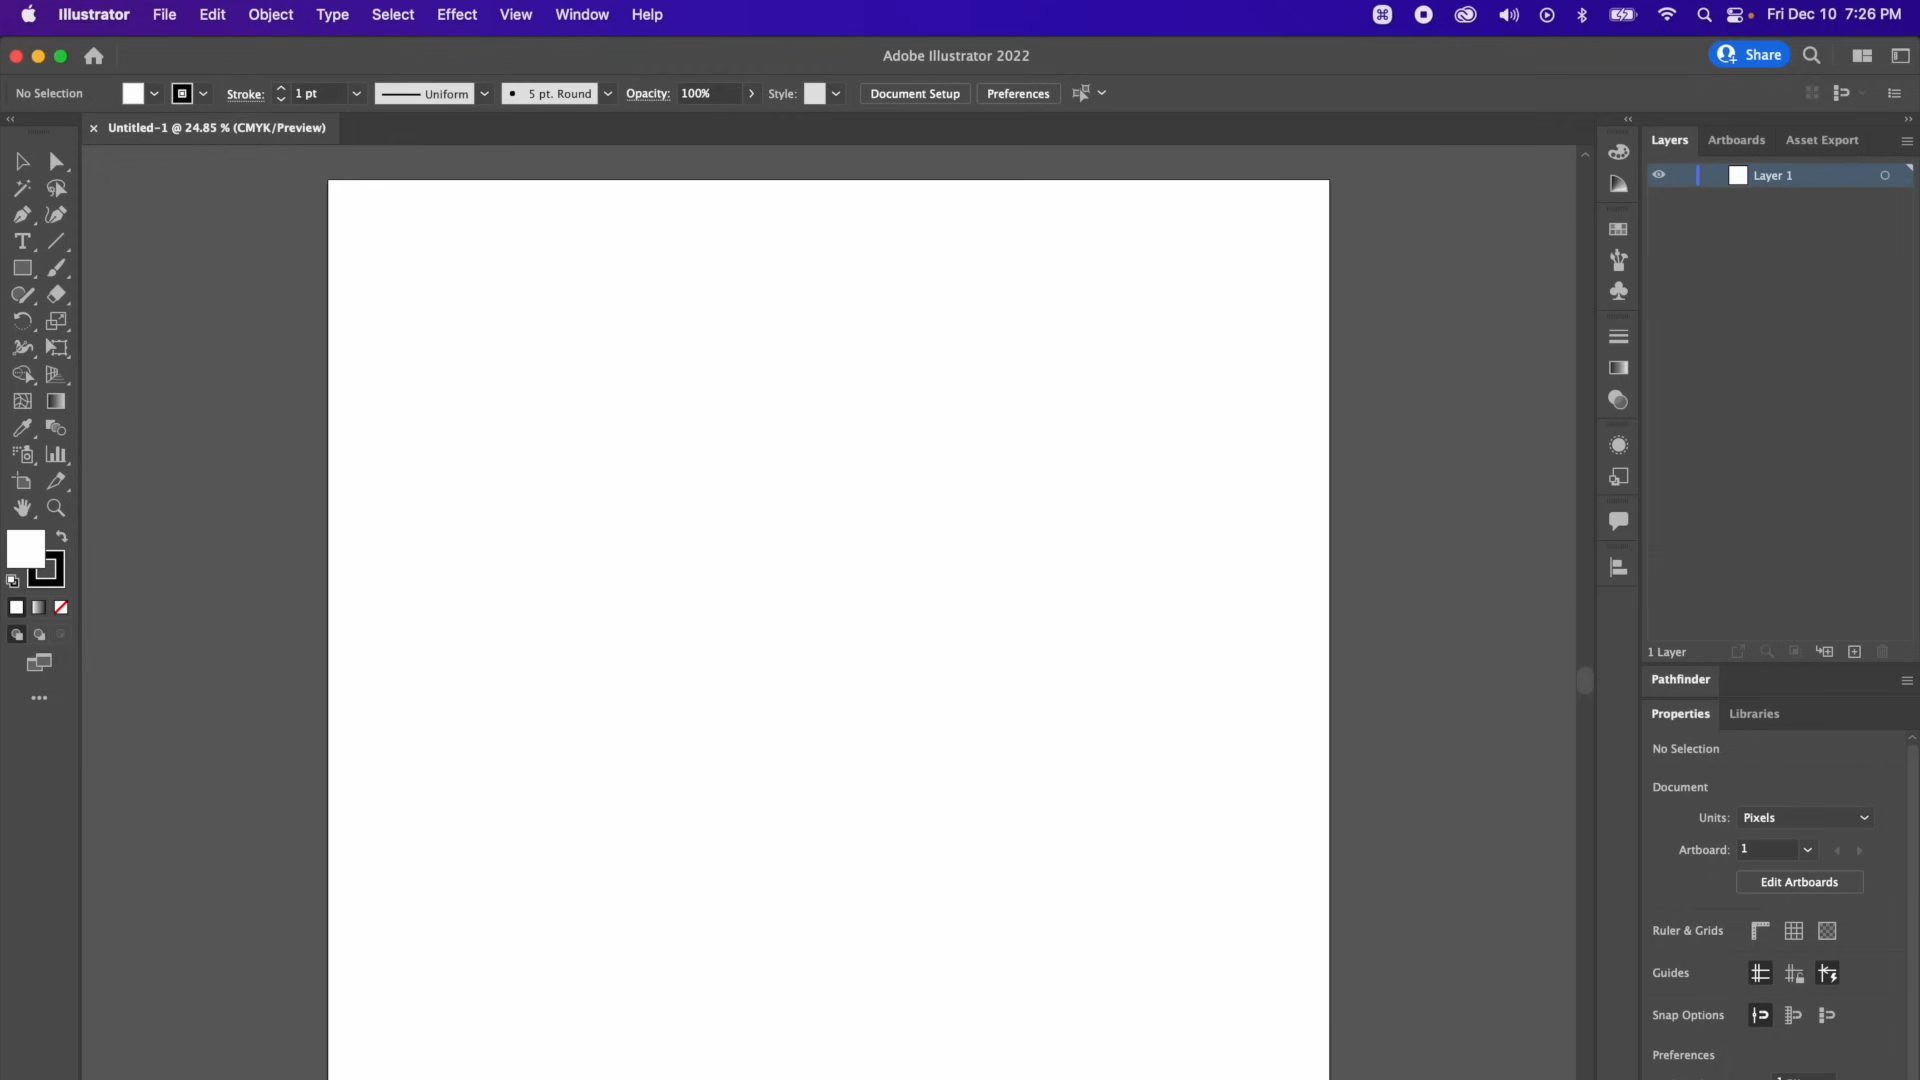 Illustrator File Edit Object Type Select Effect View Window Help Fri Dec 10 7:26 PM
Adobe Illustrator 2022 Share
No Selection Stroke: 1 pt Uniform 5 pt. Round Opacity: 100% Style: Document Setup Preferences
Untitled-1 @ 24.85 % (CMYK/Preview)
Layers Artboards Asset Export
Layer 1
1 Layer
Pathfinder
Properties Libraries
No Selection
Document
Units: Pixels
Artboard: 1
Edit Artboards
Ruler & Grids
Guides
Snap Options
Preferences